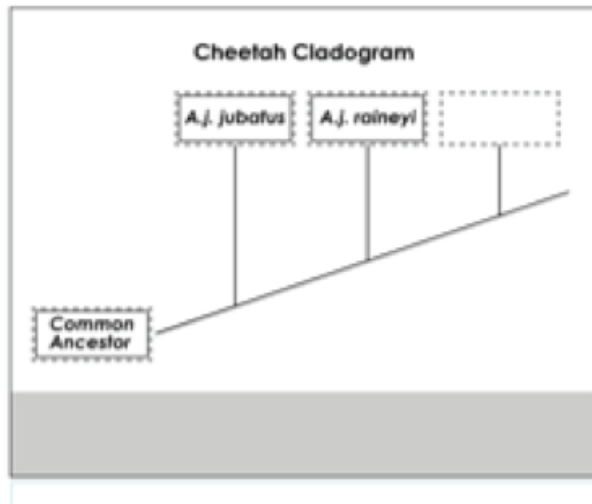 Cheetah Cladogram
A.j. jubatus
A.j. raineyi
Common
Ancestor